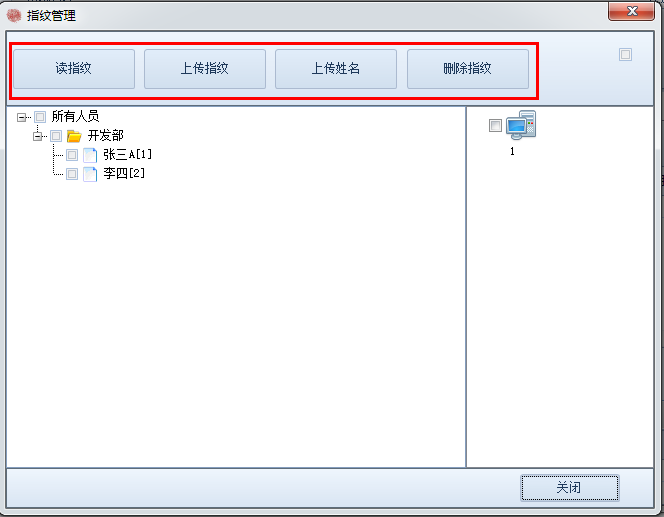 指纹管理
读指纹 上传指纹 上传姓名 删除指纹
所有人员
开发部
张三A[1]
李四[2]
1
关闭